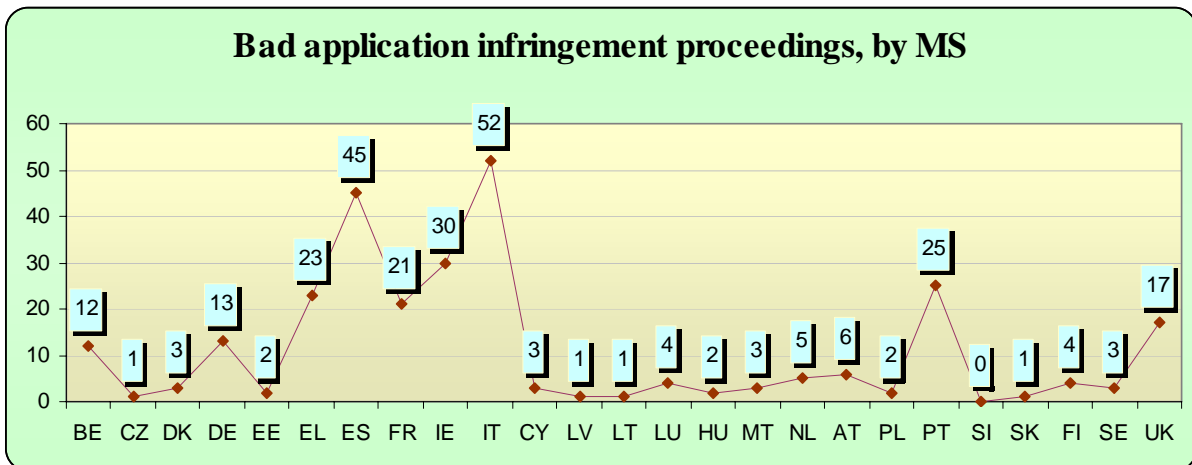 Bad application infringement proceedings, by MS
60
50
40
30
20
10
0
12 1 3 13 2 23 45 21 30 52 3 1 1 4 2 3 5 6 2 25 0 1 4 3 17
BE CZ DK DE EE EL ES FR IE IT CY LV LT LU HU MT NL AT PL PT SI SK FI SE UK